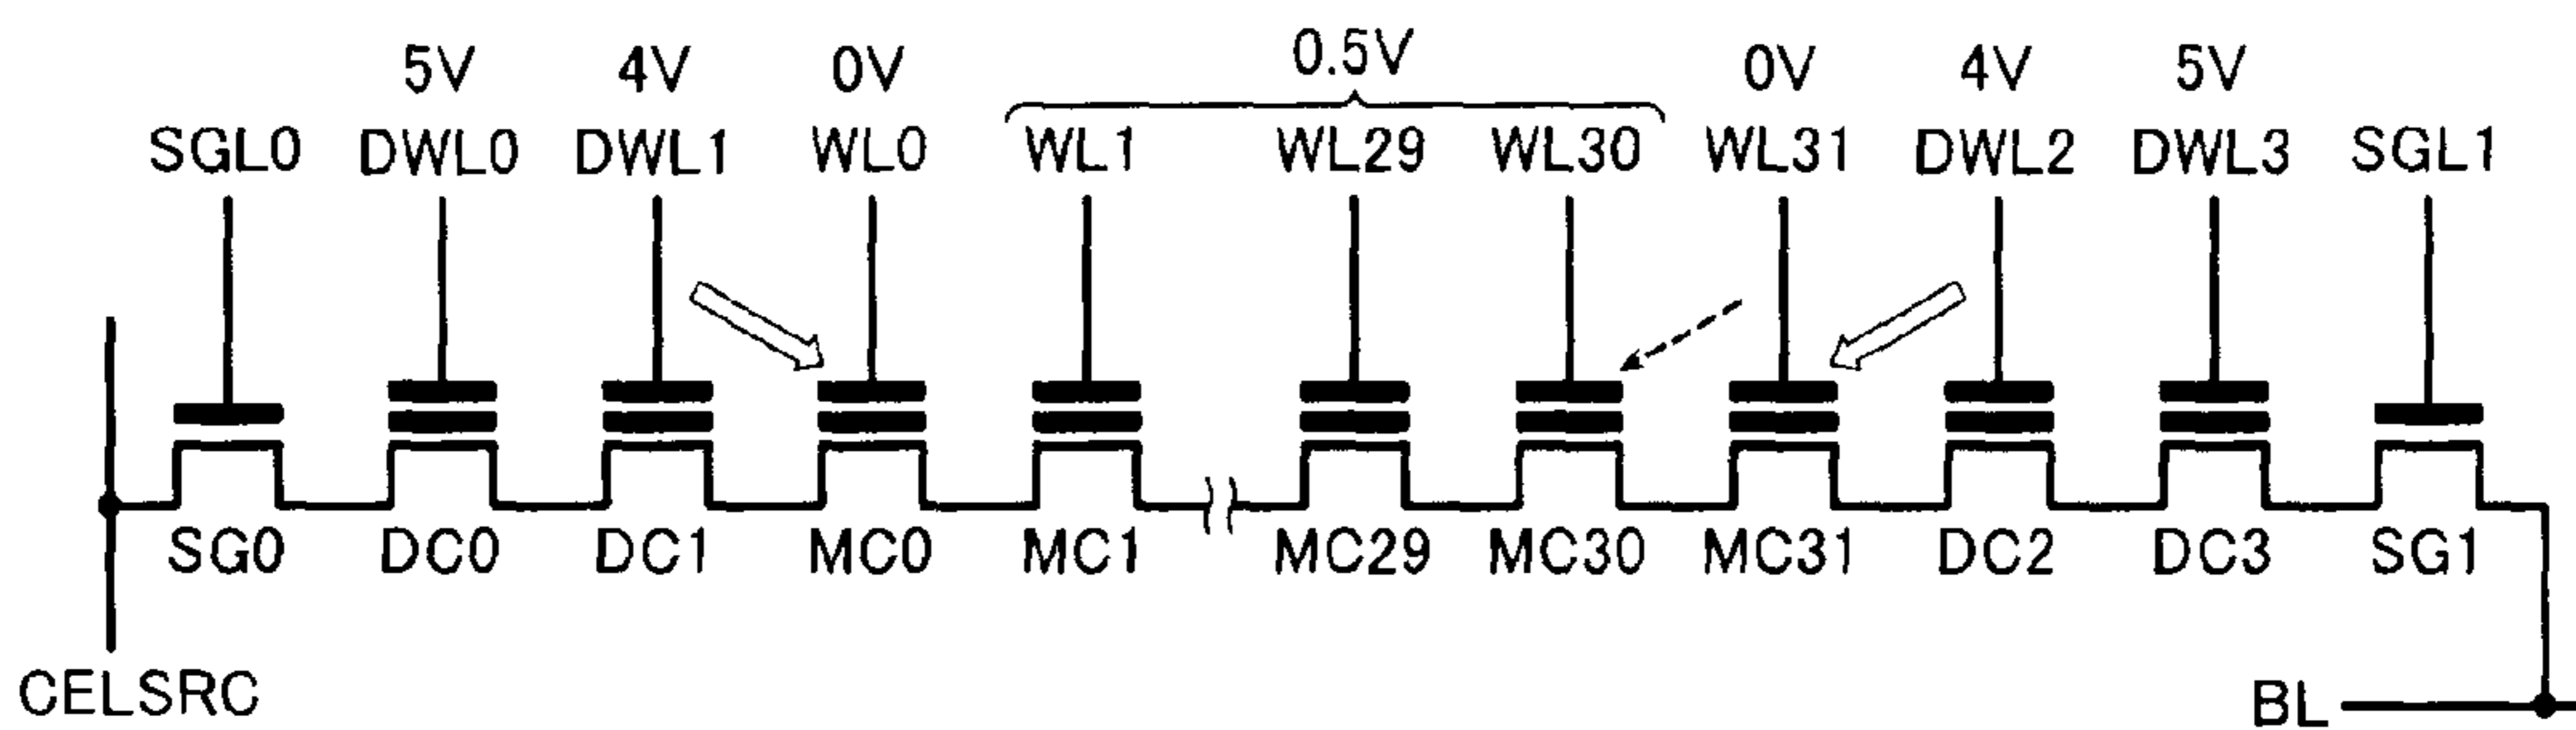 5V 4V 0V 0.5V 0V 4V 5V
SGL0 DWL0 DWL1 WL0 WL1 WL29 WL30 WL31 DWL2 DWL3 SGL1
SG0 DC0 DC1 MC0 MC1 MC29 MC30 MC31 DC2 DC3 SG1
CELSRC BL